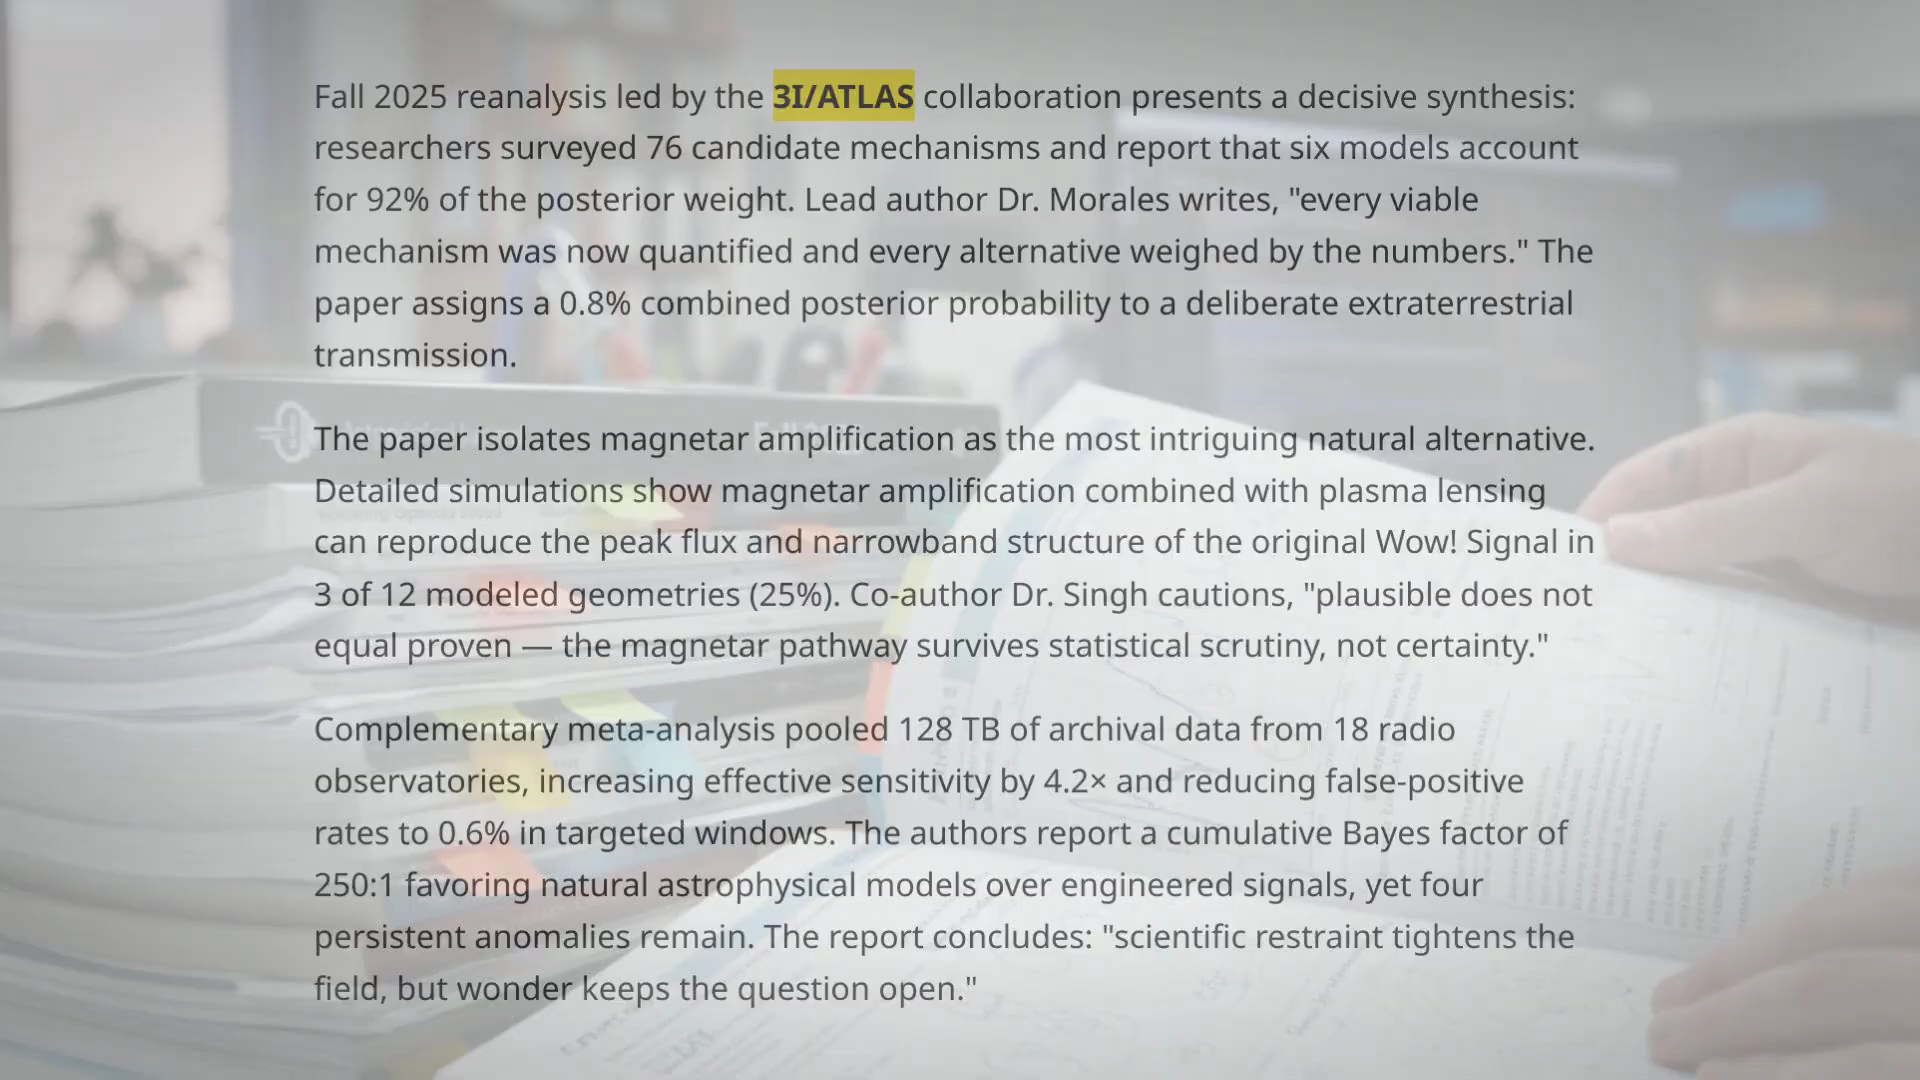 Fall 2025 reanalysis led by the 3I/ATLAS collaboration presents a decisive synthesis:
researchers surveyed 76 candidate mechanisms and report that six models account
for 92% of the posterior weight. Lead author Dr. Morales writes, "every viable
mechanism was now quantified and every alternative weighed by the numbers." The
paper assigns a 0.8% combined posterior probability to a deliberate extraterrestrial
transmission.
The paper isolates magnetar amplification as the most intriguing natural alternative.
Detailed simulations show magnetar amplification combined with plasma lensing
can reproduce the peak flux and narrowband structure of the original Wow! Signal in
3 of 12 modeled geometries (25%). Co-author Dr. Singh cautions, "plausible does not
equal proven — the magnetar pathway survives statistical scrutiny, not certainty."
Complementary meta-analysis pooled 128 TB of archival data from 18 radio
observatories, increasing effective sensitivity by 4.2× and reducing false-positive
rates to 0.6% in targeted windows. The authors report a cumulative Bayes factor of
250:1 favoring natural astrophysical models over engineered signals, yet four
persistent anomalies remain. The report concludes: "scientific restraint tightens the
field, but wonder keeps the question open."